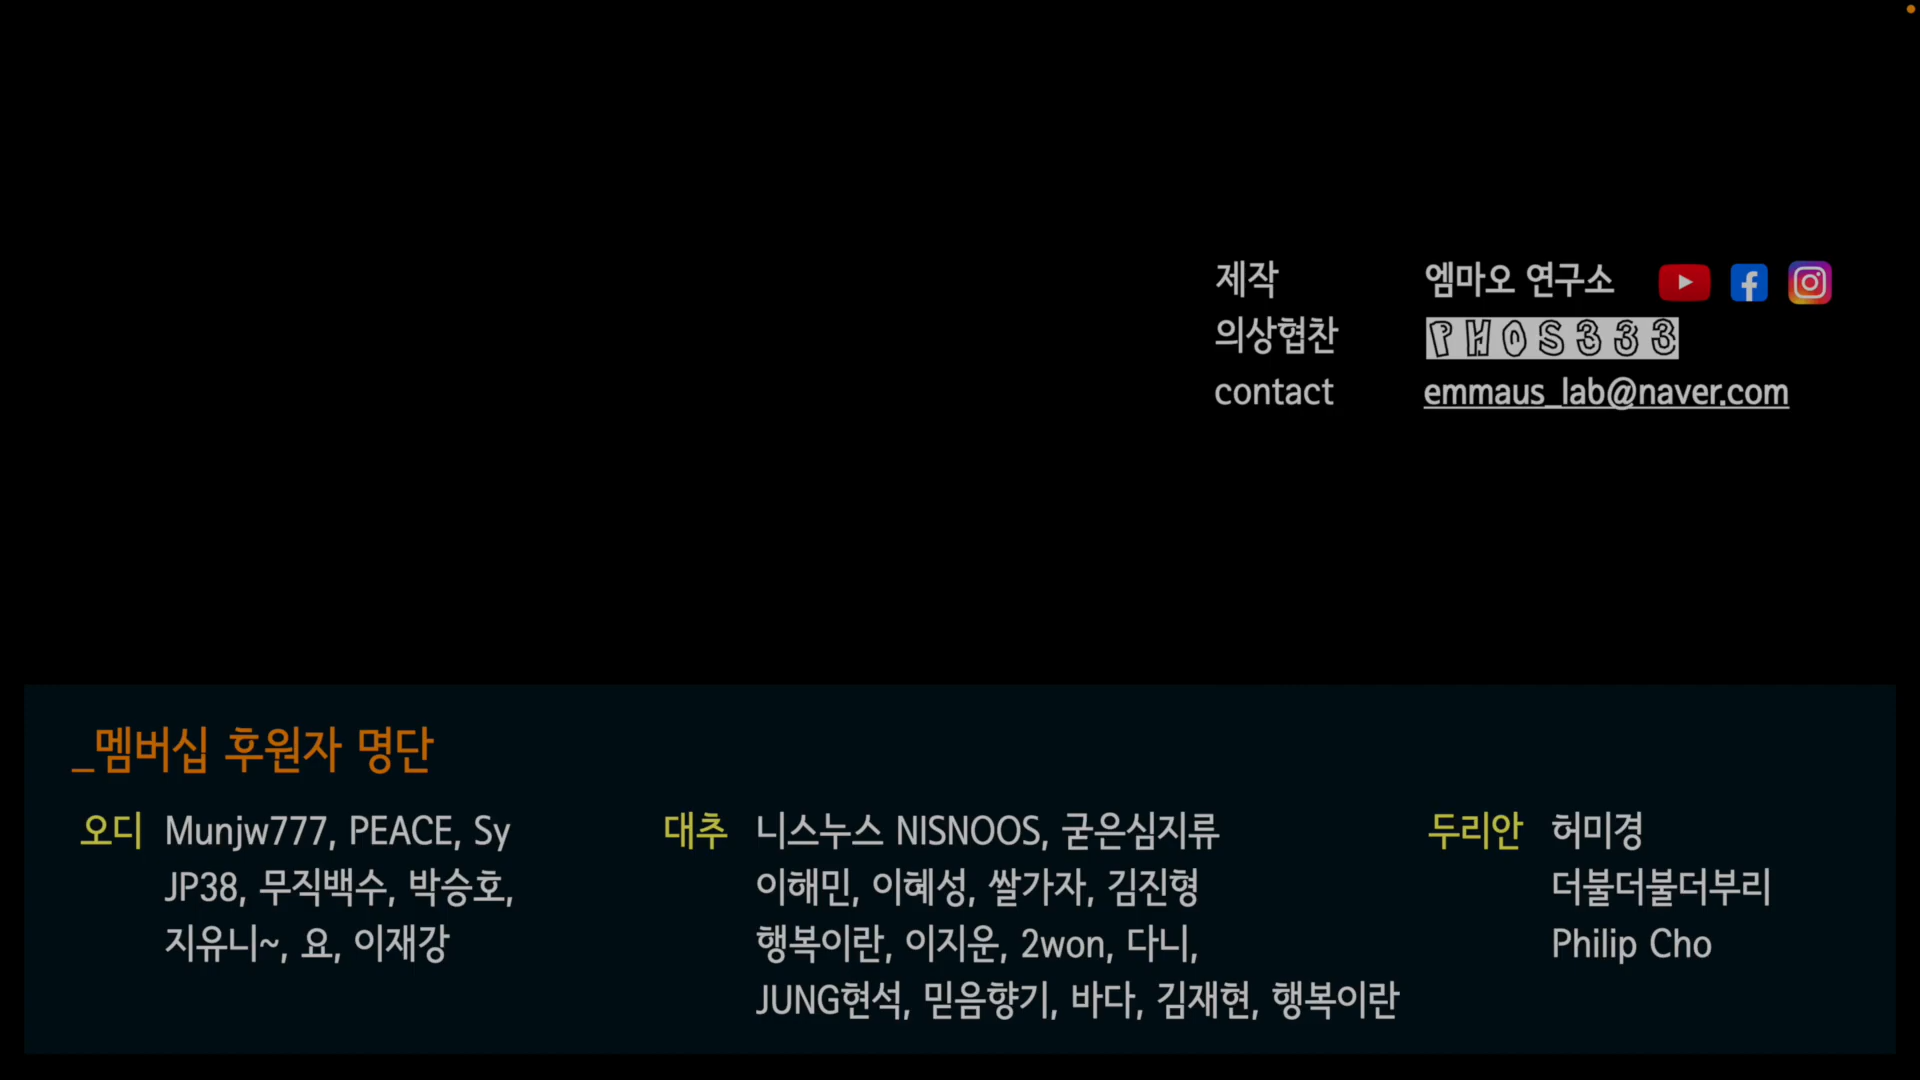 제작 엠마오 연구소
의상협찬 PHOS333
contact emmaus_lab@naver.com
_멤버십 후원자 명단
오디 Munjw777, PEACE, Sy
JP38, 무직백수, 박승호,
지유니~, 요, 이재강
대추 니스누스 NISNOOS, 굳은심지류
이해민, 이혜성, 쌀가자, 김진형
행복이란, 이지운, 2won, 다니,
JUNG현석, 믿음향기, 바다, 김재현, 행복이란
두리안 허미경
더불더불더부리
Philip Cho